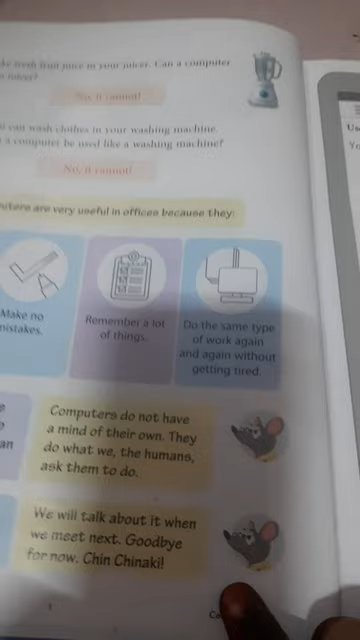 fresh fruit juice in your juicer. Can a computer
No, it cannot!
can wash clothes in your washing machine.
a computer be used like a washing machine?
No, it cannot!
are very useful in offices because they:
Make no
mistakes.
Remember a lot
of things.
Do the same type
of work again
and again without
getting tired.
Computers do not have
a mind of their own. They
do what we, the humans,
ask them to do.
We will talk about it when
we meet next. Goodbye
for now. Chin Chinaki!